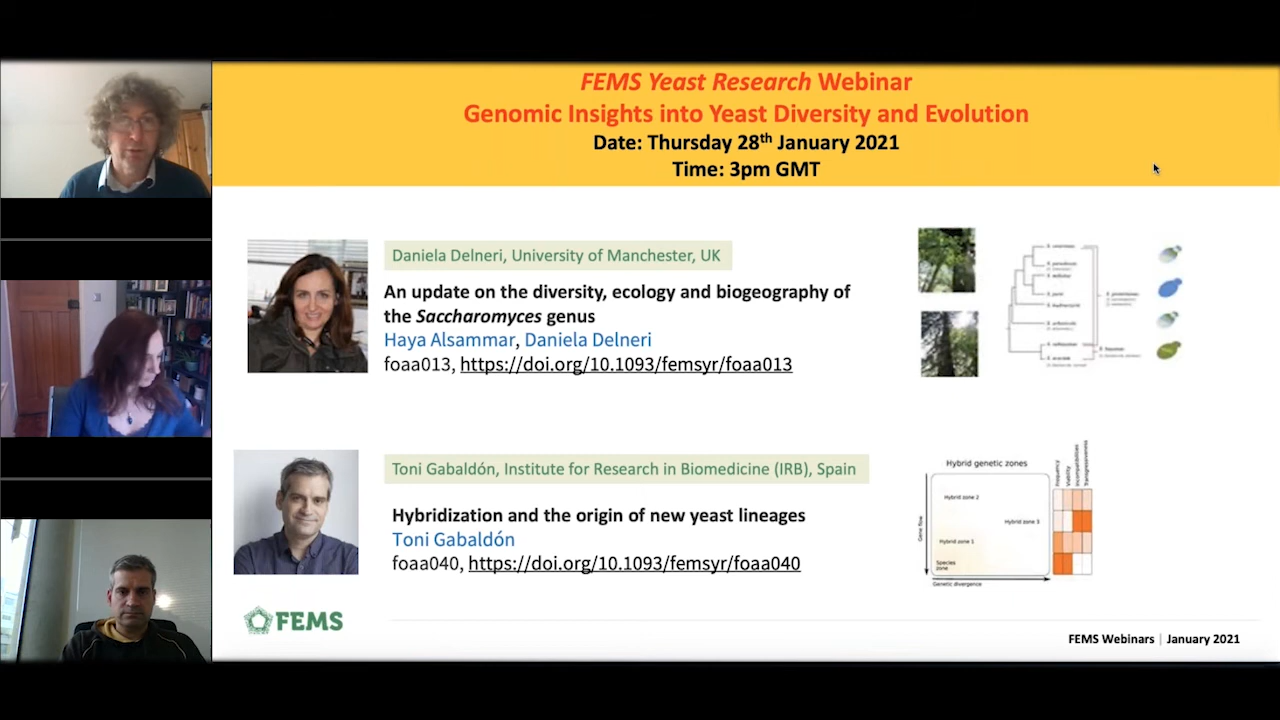 FEMS Yeast Research Webinar
Genomic Insights into Yeast Diversity and Evolution
Date: Thursday 28th January 2021
Time: 3pm GMT
Daniela Delneri, University of Manchester, UK
An update on the diversity, ecology and biogeography of
the Saccharomyces genus
Haya Alsammar, Daniela Delneri
foaa013, https://doi.org/10.1093/femsyr/foaa013
Toni Gabaldón, Institute for Research in Biomedicine (IRB), Spain
Hybridization and the origin of new yeast lineages
Toni Gabaldón
foaa040, https://doi.org/10.1093/femsyr/foaa040
Hybrid genetic zones
Frequency
Viability
Incompatibilities
Transgressiveness
Hybrid zone 2
Hybrid zone 3
Hybrid zone 1
Species
zone
Gene flow
Genetic divergence
FEMS
FEMS Webinars | January 2021